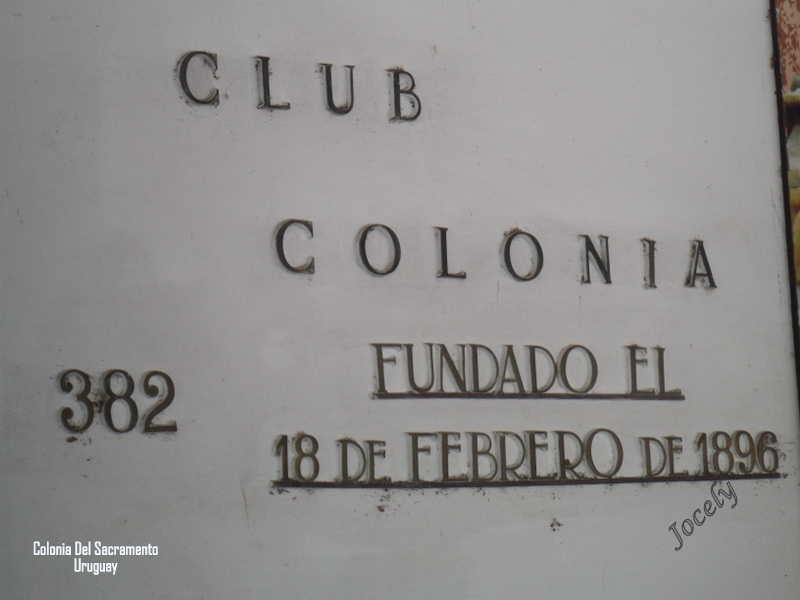 CLUB
COLONIA
382
FUNDADO EL
18 DE FEBRERO DE 1896
Jocely
Colonia Del Sacramento
Uruguay